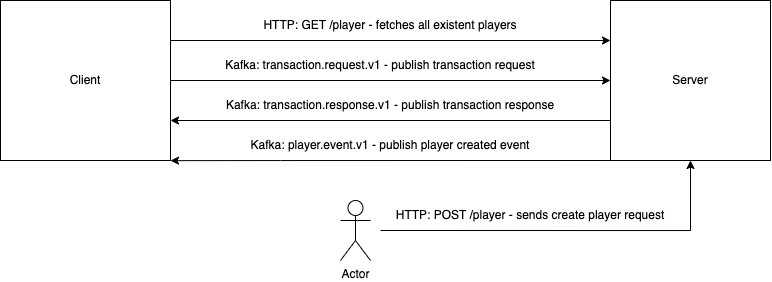 HTTP: GET /player - fetches all existent players
Client
Kafka: transaction.request.v1 - publish transaction request
Server
Kafka: transaction.response.v1 - publish transaction response
Kafka: player.event.v1 - publish player created event
HTTP: POST /player - sends create player request
Actor